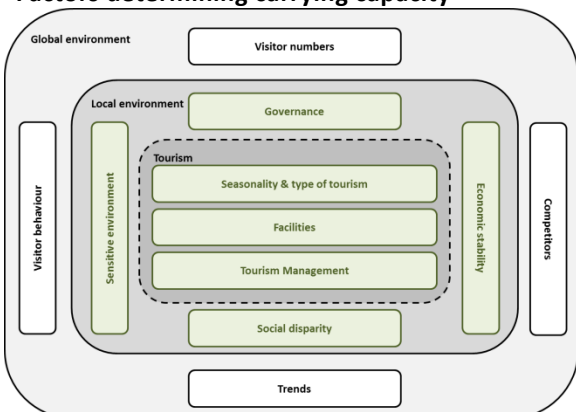 Factors determining carrying capacity
Global environment
Visitor numbers
Local environment
Governance
Visitor behaviour
Sensitive environment
Tourism
Seasonality & type of tourism
Facilities
Tourism Management
Economic stability
Competitors
Social disparity
Trends